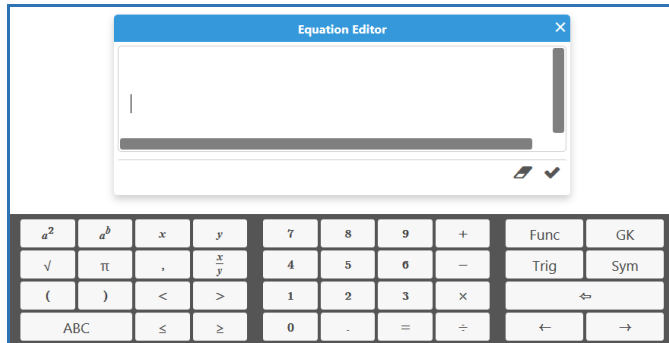 Equation Editor ×
a² aᵇ x y 7 8 9 + Func GK
√ π , x/y 4 5 6 − Trig Sym
( ) < > 1 2 3 × ⇦
ABC ≤ ≥ 0 . = ÷ ← →